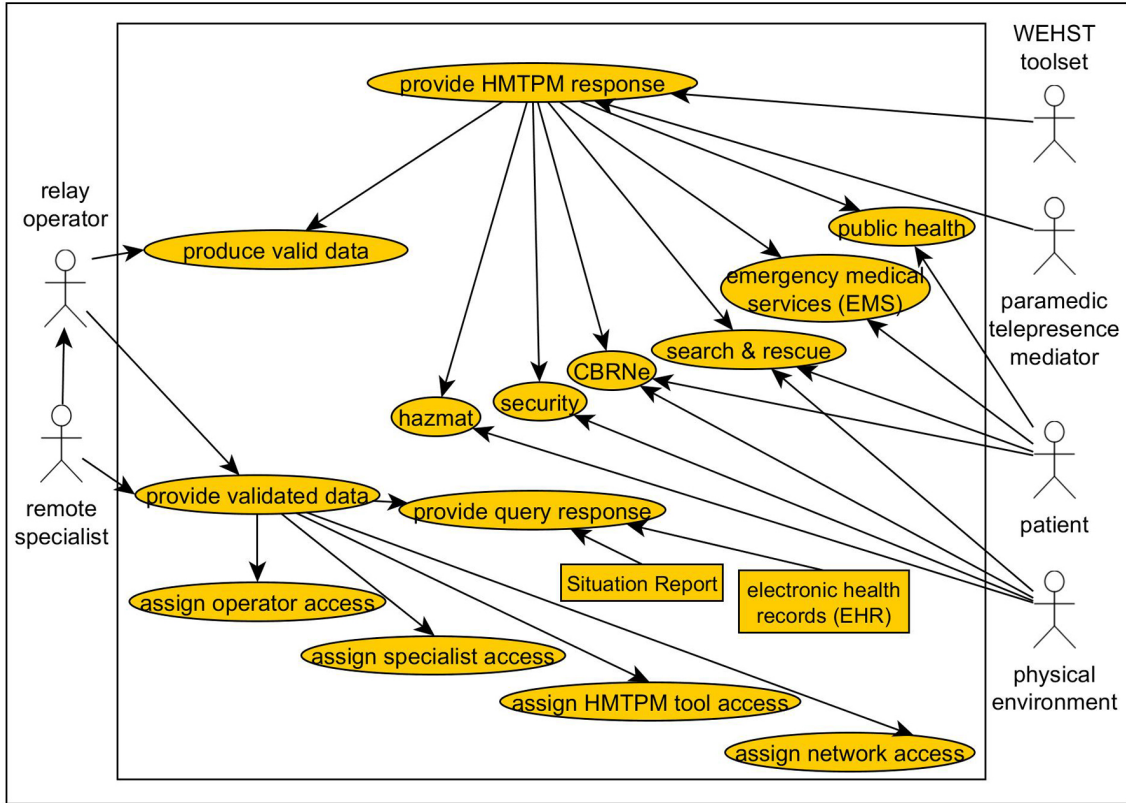 WEHST
toolset
provide HMTPM response
relay
operator
produce valid data
public health
emergency medical
services (EMS)
paramedic
telepresence
mediator
search & rescue
CBRNe
security
hazmat
remote
specialist
provide validated data
provide query response
patient
Situation Report
electronic health
records (EHR)
assign operator access
assign specialist access
assign HMTPM tool access
physical
environment
assign network access